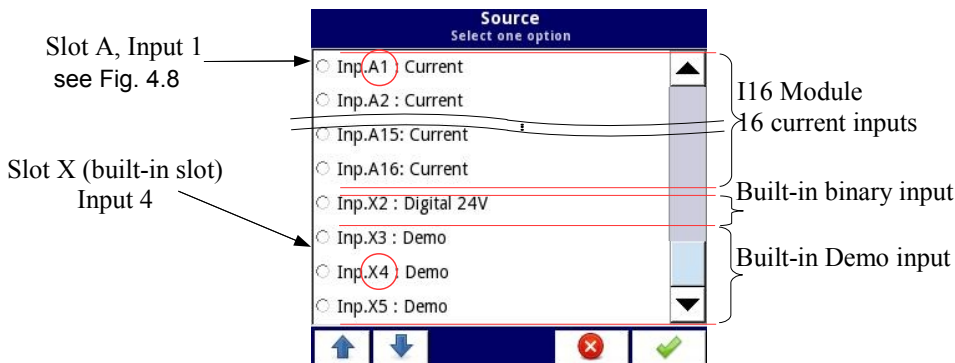 Source
Select one option
Slot A, Input 1
see Fig. 4.8
Inp.A1 : Current
Inp.A2 : Current
Inp.A15: Current
Inp.A16: Current
I16 Module
16 current inputs
Slot X (built-in slot)
Input 4
Inp.X2 : Digital 24V
Built-in binary input
Inp.X3 : Demo
Inp.X4 : Demo
Inp.X5 : Demo
Built-in Demo input